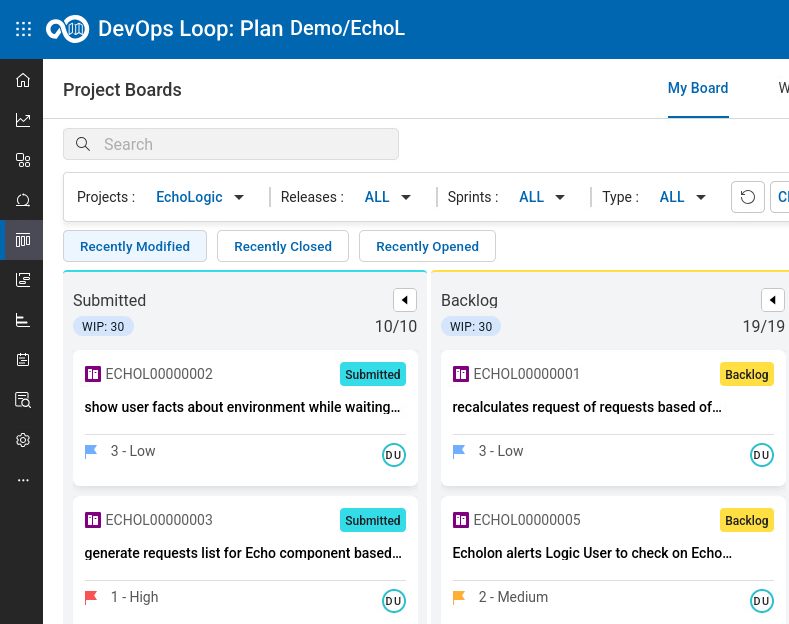 DevOps Loop: Plan Demo/EchoL
Project Boards
My Board
W
Search
Projects : EchoLogic Releases : ALL Sprints : ALL Type : ALL Cl
Recently Modified Recently Closed Recently Opened
Submitted
WIP: 30 10/10
ECHOL00000002 Submitted
show user facts about environment while waiting...
3 - Low DU
ECHOL00000003 Submitted
generate requests list for Echo component based...
1 - High DU
Backlog
WIP: 30 19/19
ECHOL00000001 Backlog
recalculates request of requests based of...
3 - Low DU
ECHOL00000005 Backlog
Echolon alerts Logic User to check on Echo...
2 - Medium DU